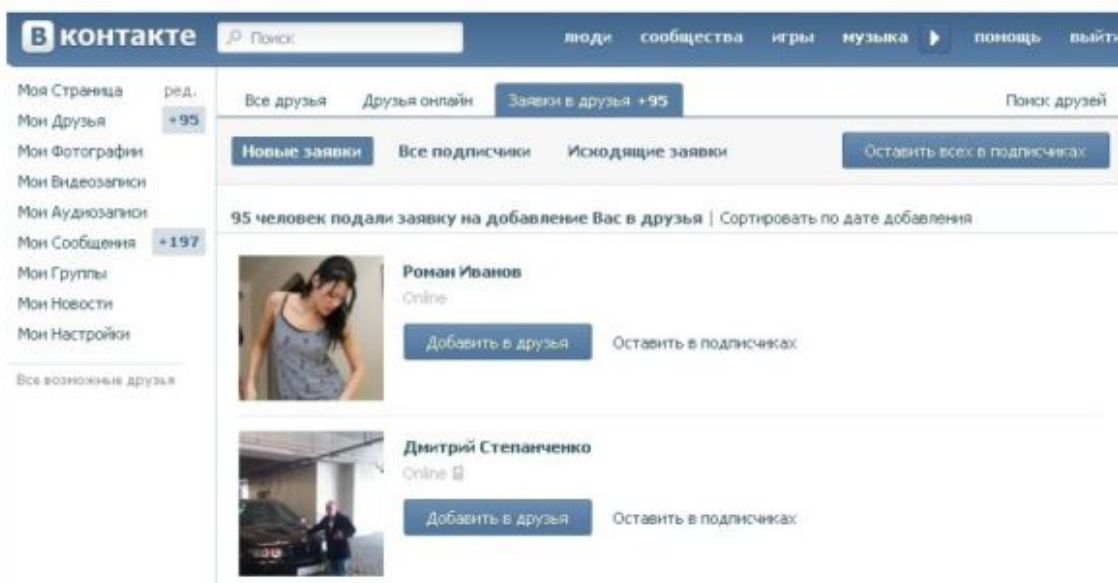 В контакте
Поиск
люди сообщества игры музыка помощь выйти
Моя Страница ред.
Мои Друзья +95
Мои Фотографии
Мои Видеозаписи
Мои Аудиозаписи
Мои Сообщения +197
Мои Группы
Мои Новости
Мои Настройки
Все возможные друзья
Все друзья Друзья онлайн Заявки в друзья +95 Поиск друзей
Новые заявки Все подписчики Исходящие заявки Оставить всех в подписчиках
95 человек подали заявку на добавление Вас в друзья | Сортировать по дате добавления
Роман Иванов
Online
Добавить в друзья Оставить в подписчиках
Дмитрий Степанченко
Online
Добавить в друзья Оставить в подписчиках